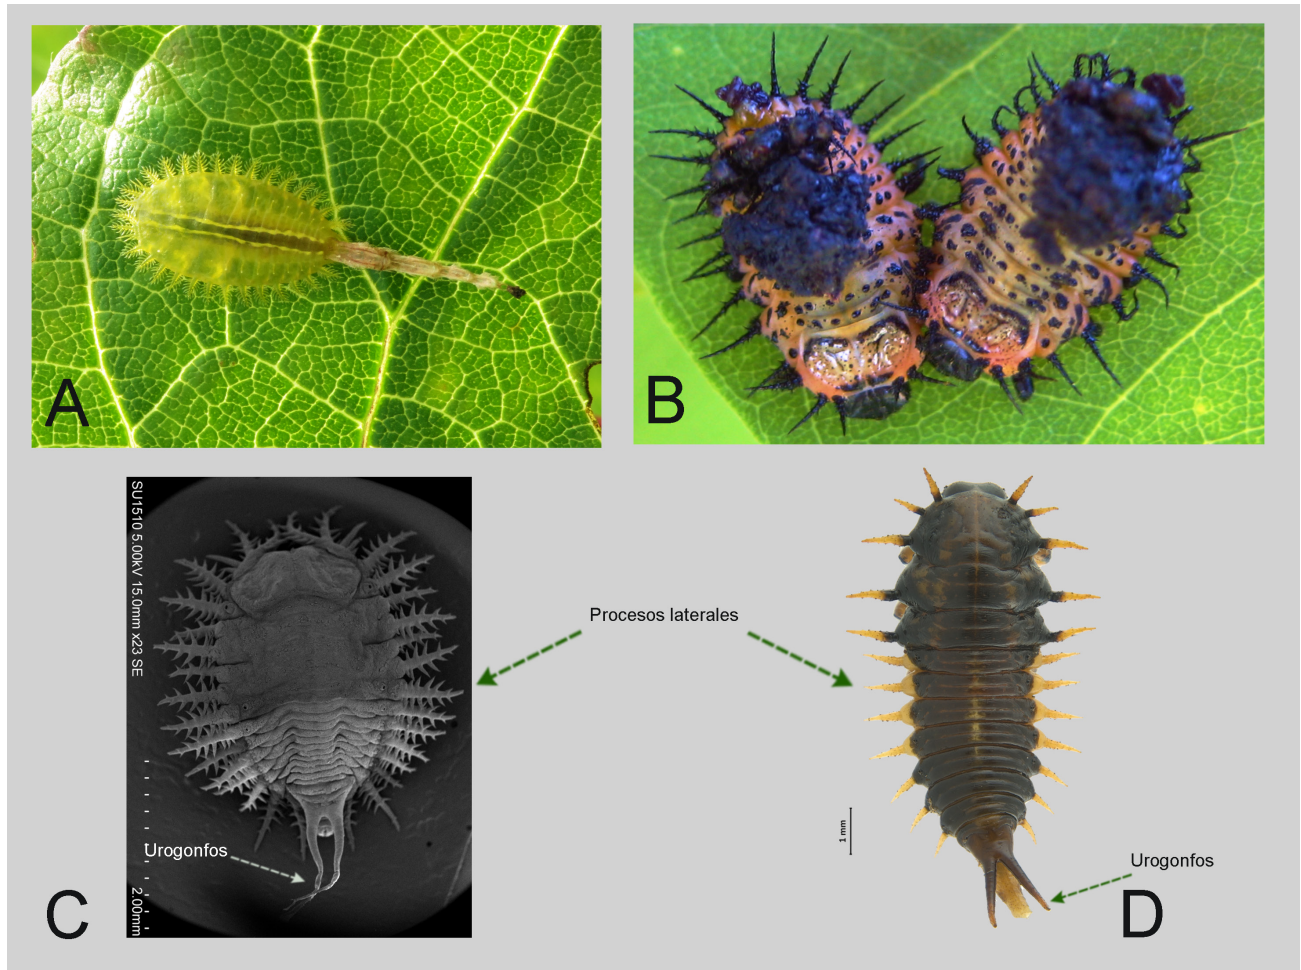 A
B
SU1510 5.00kV 15.0mm x23 SE
2.00mm
Procesos laterales
Urogonfos
C
1 mm
Urogonfos
D